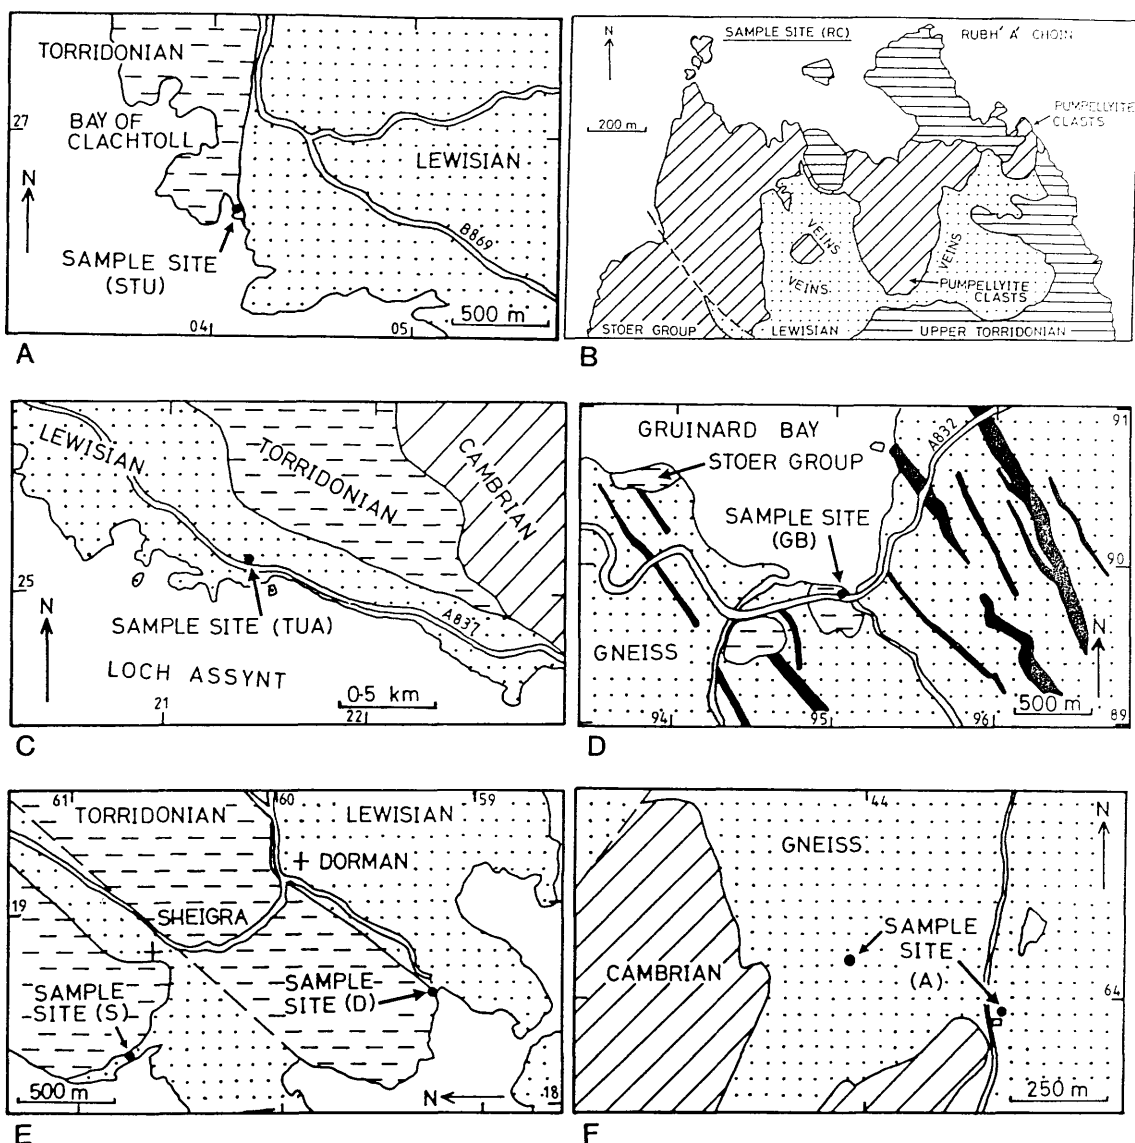 TORRIDONIAN
BAY OF
CLACHTOLL
27
N
LEWISIAN
B869
SAMPLE SITE
(STU)
04
05
500 m
A
N
SAMPLE SITE (RC)
RUBH' A' CHOIN
200 m
PUMPELLYITE
CLASTS
VEINS
VEINS
VEINS
PUMPELLYITE
CLASTS
STOER GROUP
LEWISIAN
UPPER TORRIDONIAN
B
LEWISIAN
TORRIDONIAN
CAMBRIAN
25
N
SAMPLE SITE (TUA)
A837
LOCH ASSYNT
0·5 km
21
22
C
GRUINARD BAY
STOER GROUP
A832
91
SAMPLE SITE
(GB)
90
GNEISS
N
500 m
94
95
96
89
D
61
60
59
TORRIDONIAN
LEWISIAN
+ DORMAN
19
SHEIGRA
+
SAMPLE
SITE (S)
SAMPLE
SITE (D)
500 m
N
18
E
44
N
GNEISS
SAMPLE
SITE
(A)
CAMBRIAN
64
250 m
F